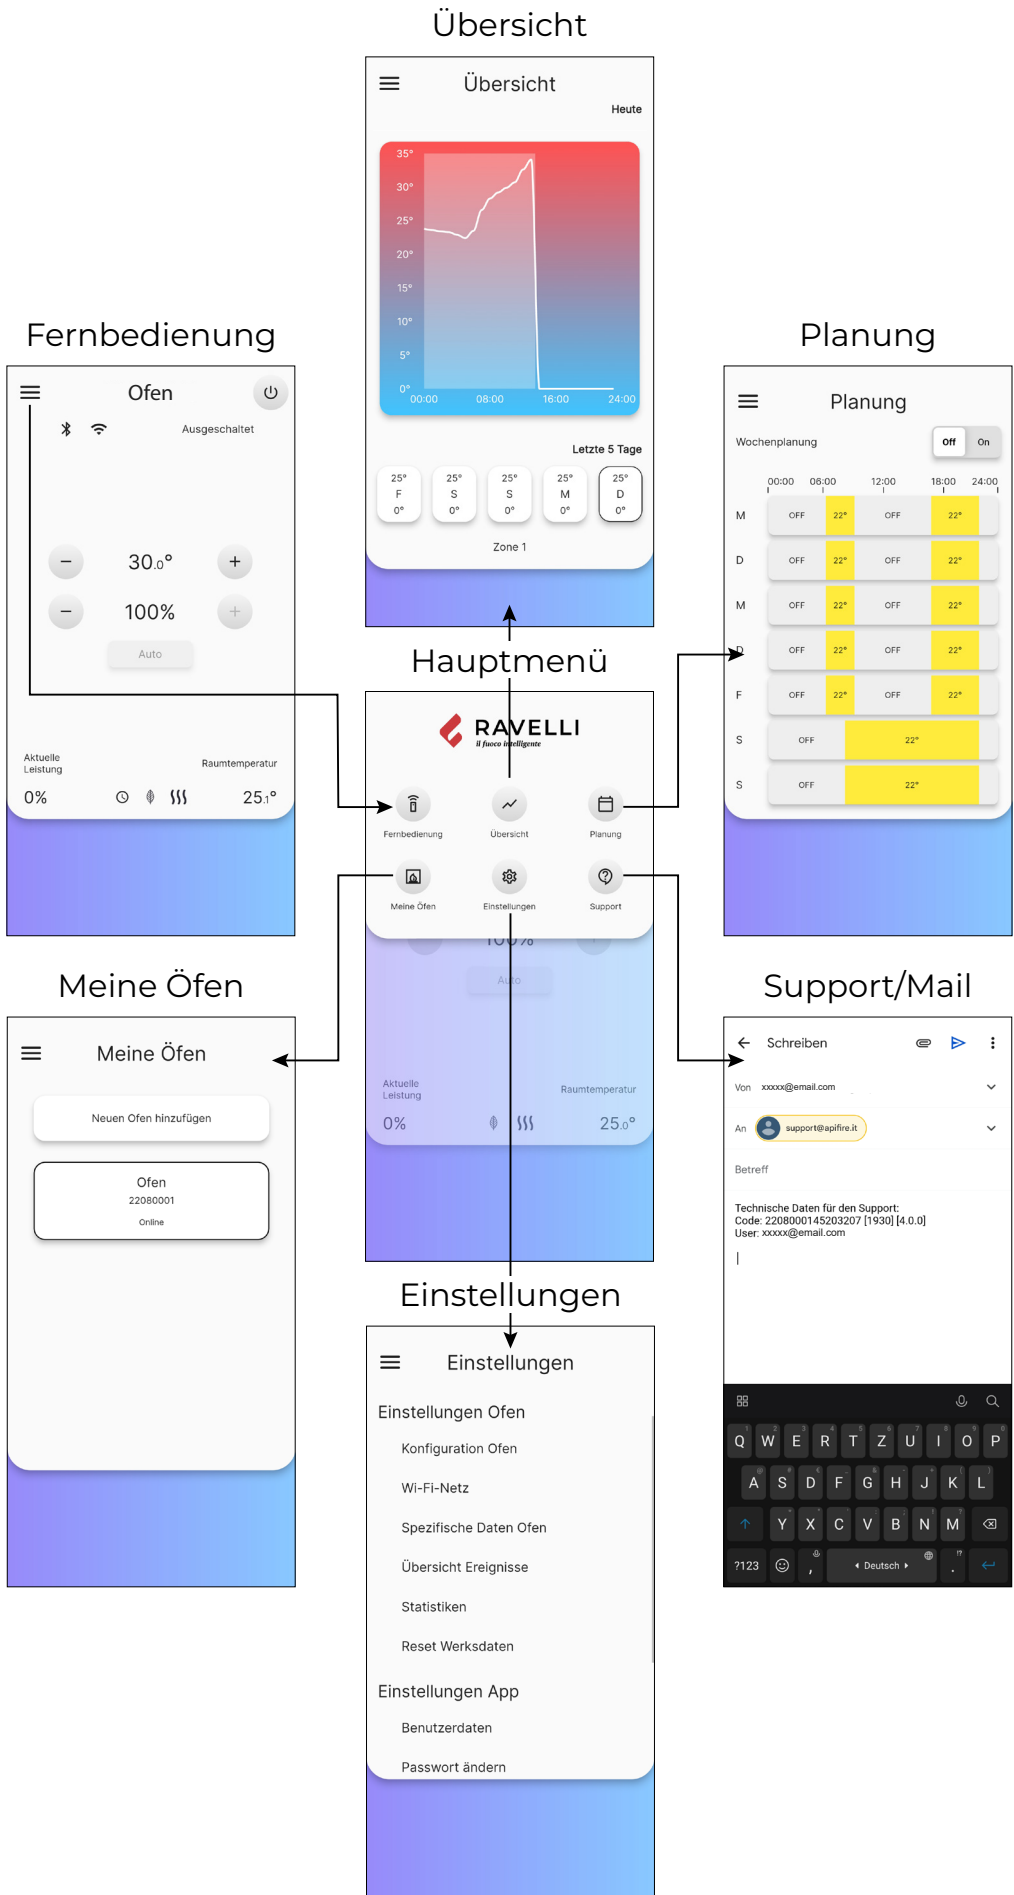 Übersicht
Übersicht
Heute
35°
30°
25°
20°
15°
10°
5°
0°
00:00 08:00 16:00 24:00
Letzte 5 Tage
25° 25° 25° 25° 25°
F S S M D
0° 0° 0° 0° 0°
Zone 1
Fernbedienung
Ofen
Ausgeschaltet
30.0°
100%
Auto
Aktuelle
Leistung
Raumtemperatur
0%
25.1°
Planung
Planung
Wochenplanung
Off On
00:00 06:00 12:00 18:00 24:00
M OFF 22° OFF 22°
D OFF 22° OFF 22°
M OFF 22° OFF 22°
D OFF 22° OFF 22°
F OFF 22° OFF 22°
S OFF 22°
S OFF 22°
Hauptmenü
RAVELLI
il fuoco intelligente
Fernbedienung Übersicht Planung
Meine Öfen Einstellungen Support
100%
Auto
Aktuelle
Leistung
Raumtemperatur
0%
25.0°
Meine Öfen
Meine Öfen
Neuen Ofen hinzufügen
Ofen
22080001
Online
Support/Mail
Schreiben
Von xxxxx@email.com
An support@apifire.it
Betreff
Technische Daten für den Support:
Code: 2208000145203207 [1930] [4.0.0]
User: xxxxx@email.com
Q W E R T Z U I O P
A S D F G H J K L
Y X C V B N M
?123 , Deutsch .
Einstellungen
Einstellungen
Einstellungen Ofen
Konfiguration Ofen
Wi-Fi-Netz
Spezifische Daten Ofen
Übersicht Ereignisse
Statistiken
Reset Werksdaten
Einstellungen App
Benutzerdaten
Passwort ändern